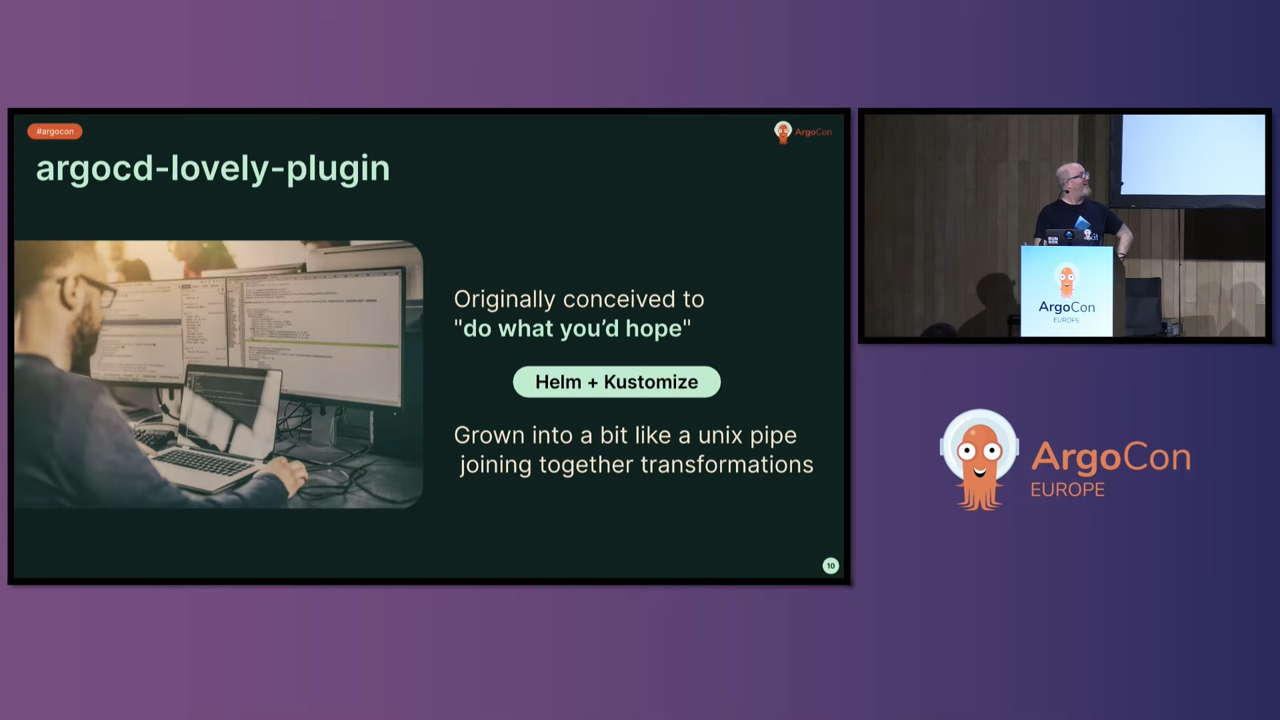 #argocon
ArgoCon
argocd-lovely-plugin
Originally conceived to
"do what you’d hope"
Helm + Kustomize
Grown into a bit like a unix pipe
joining together transformations
10
ArgoCon
EUROPE
ArgoCon
EUROPE